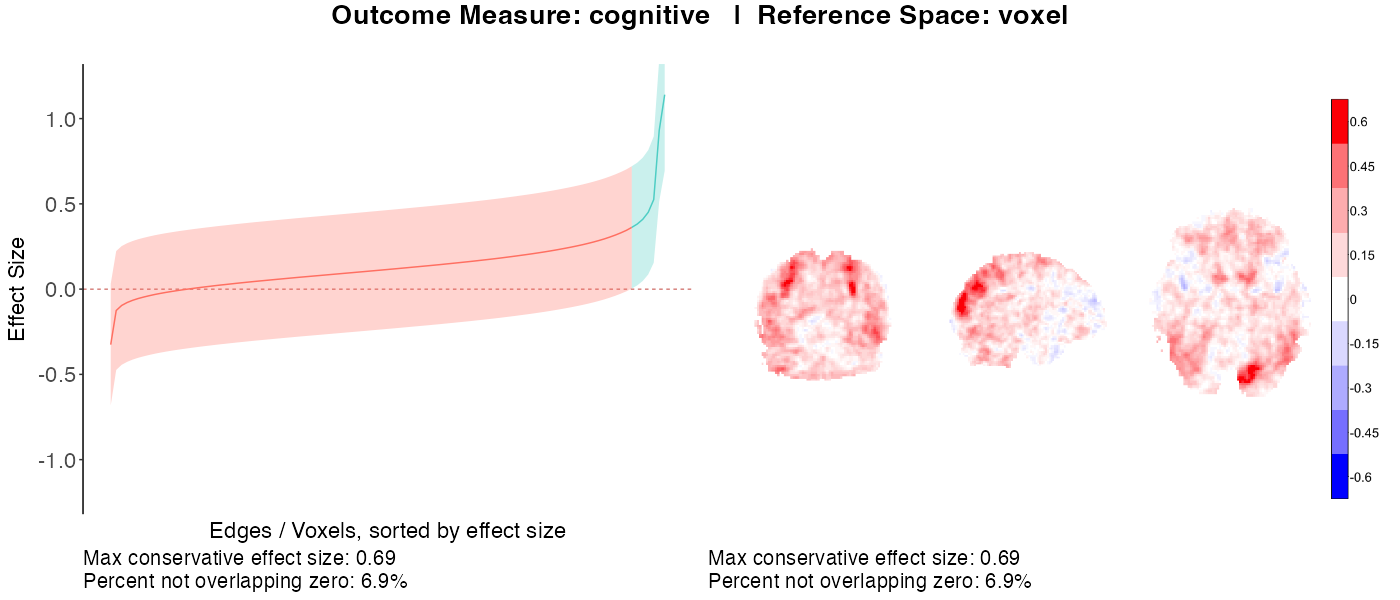 Outcome Measure: cognitive | Reference Space: voxel
Effect Size
1.0
0.5
0.0
-0.5
-1.0
Edges / Voxels, sorted by effect size
Max conservative effect size: 0.69
Percent not overlapping zero: 6.9%
0.6
0.45
0.3
0.15
0
-0.15
-0.3
-0.45
-0.6
Max conservative effect size: 0.69
Percent not overlapping zero: 6.9%